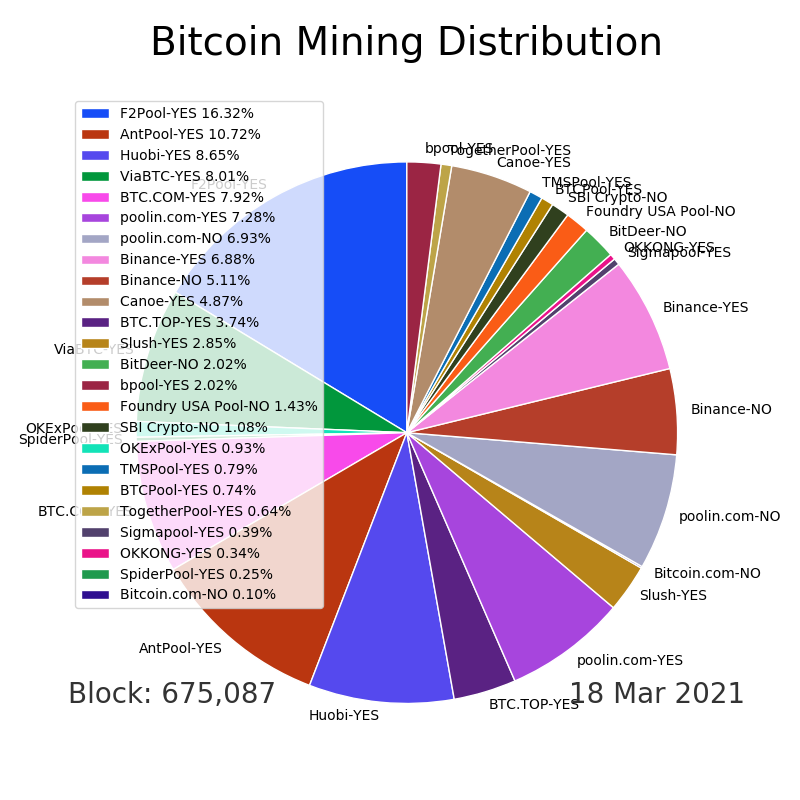 Bitcoin Mining Distribution
F2Pool-YES 16.32%
AntPool-YES 10.72%
Huobi-YES 8.65%
ViaBTC-YES 8.01%
BTC.COM-YES 7.92%
poolin.com-YES 7.28%
poolin.com-NO 6.93%
Binance-YES 6.88%
Binance-NO 5.11%
Canoe-YES 4.87%
BTC.TOP-YES 3.74%
Slush-YES 2.85%
BitDeer-NO 2.02%
bpool-YES 2.02%
Foundry USA Pool-NO 1.43%
SBI Crypto-NO 1.08%
OKExPool-YES 0.93%
TMSPool-YES 0.79%
BTCPool-YES 0.74%
TogetherPool-YES 0.64%
Sigmapool-YES 0.39%
OKKONG-YES 0.34%
SpiderPool-YES 0.25%
Bitcoin.com-NO 0.10%
bpool-YES
TogetherPool-YES
Canoe-YES
TMSPool-YES
BTCPool-YES
SBI Crypto-NO
Foundry USA Pool-NO
BitDeer-NO
OKKONG-YES
Sigmapool-YES
Binance-YES
Binance-NO
poolin.com-NO
Bitcoin.com-NO
Slush-YES
poolin.com-YES
BTC.TOP-YES
Huobi-YES
AntPool-YES
SpiderPool-YES
ViaBTC-YES
F2Pool-YES
Block: 675,087
18 Mar 2021